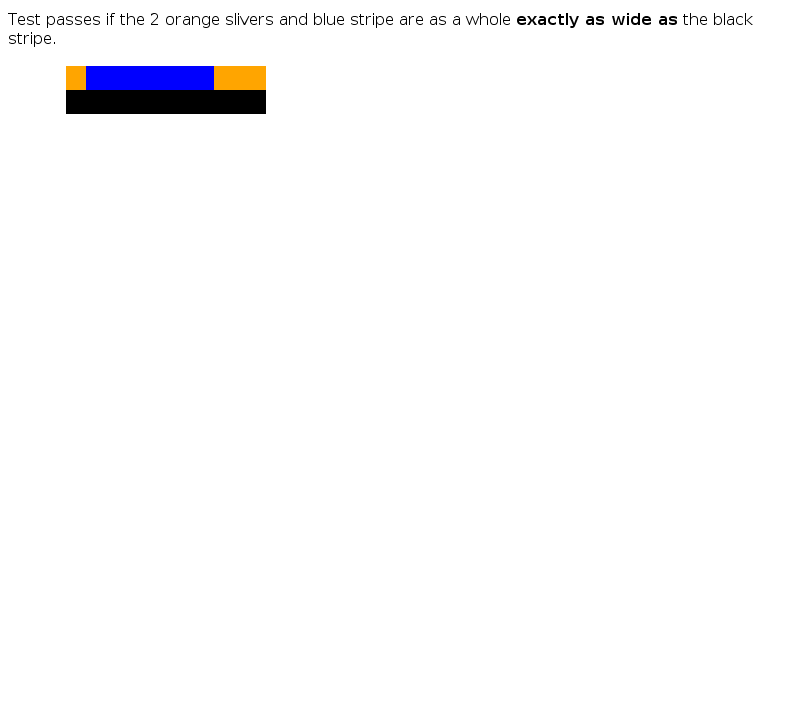 Test passes if the 2 orange slivers and blue stripe are as a whole exactly as wide as the black
stripe.